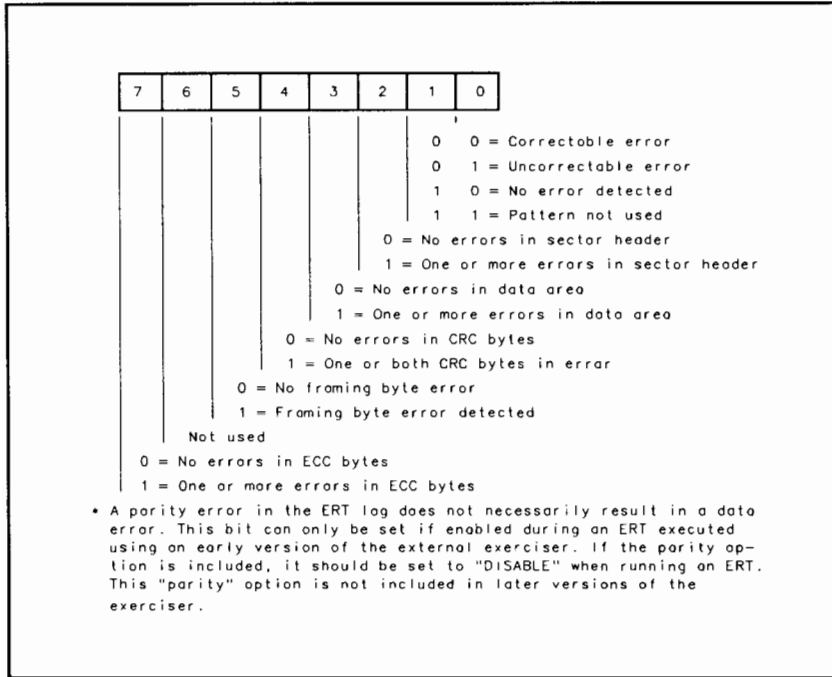 7 6 5 4 3 2 1 0
0 0 = Correctable error
0 1 = Uncorrectable error
1 0 = No error detected
1 1 = Pattern not used
0 = No errors in sector header
1 = One or more errors in sector header
0 = No errors in data area
1 = One or more errors in data area
0 = No errors in CRC bytes
1 = One or both CRC bytes in error
0 = No framing byte error
1 = Framing byte error detected
Not used
0 = No errors in ECC bytes
1 = One or more errors in ECC bytes
* A parity error in the ERT log does not necessarily result in a data
error. This bit can only be set if enabled during an ERT executed
using an early version of the external exerciser. If the parity op-
tion is included, it should be set to "DISABLE" when running an ERT.
This "parity" option is not included in later versions of the
exerciser.